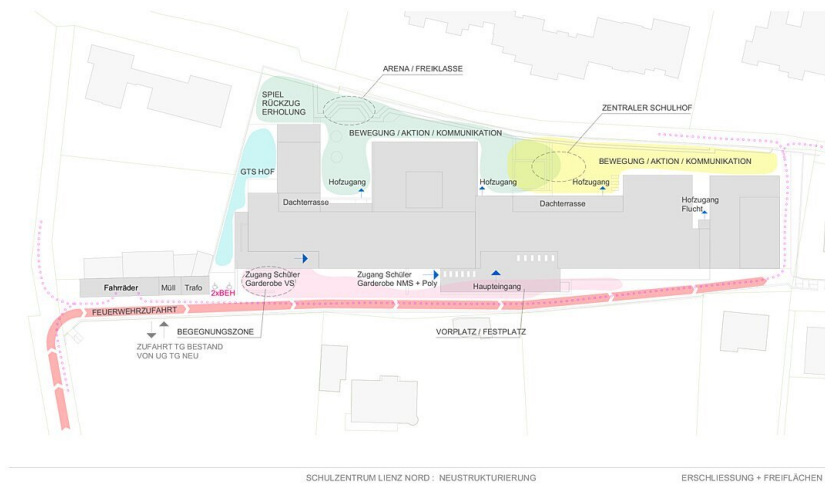 ARENA / FREIKLASSE
SPIEL
RÜCKZUG
ERHOLUNG
ZENTRALER SCHULHOF
BEWEGUNG / AKTION / KOMMUNIKATION
BEWEGUNG / AKTION / KOMMUNIKATION
GTS HOF
Hofzugang
Hofzugang
Hofzugang
Dachterrasse
Dachterrasse
Hofzugang
Flucht
Zugang Schüler
Garderobe VS
Zugang Schüler
Garderobe NMS + Poly
Haupteingang
Fahrräder
Müll
Trafo
2xBEH
FEUERWEHRZUFAHRT
BEGEGNUNGSZONE
VORPLATZ / FESTPLATZ
ZUFAHRT TG BESTAND
VON UG TG NEU
SCHULZENTRUM LIENZ NORD : NEUSTRUKTURIERUNG
ERSCHLIESSUNG + FREIFLÄCHEN